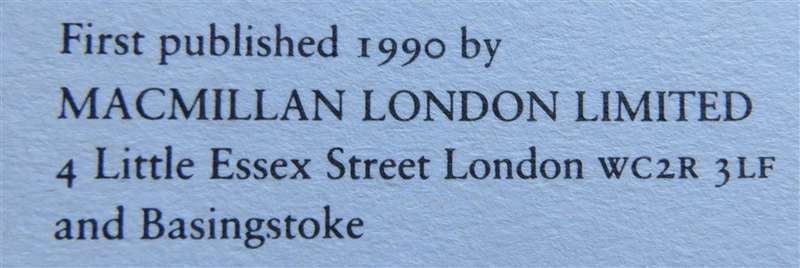 First published 1990 by
MACMILLAN LONDON LIMITED
4 Little Essex Street London WC2R 3LF
and Basingstoke